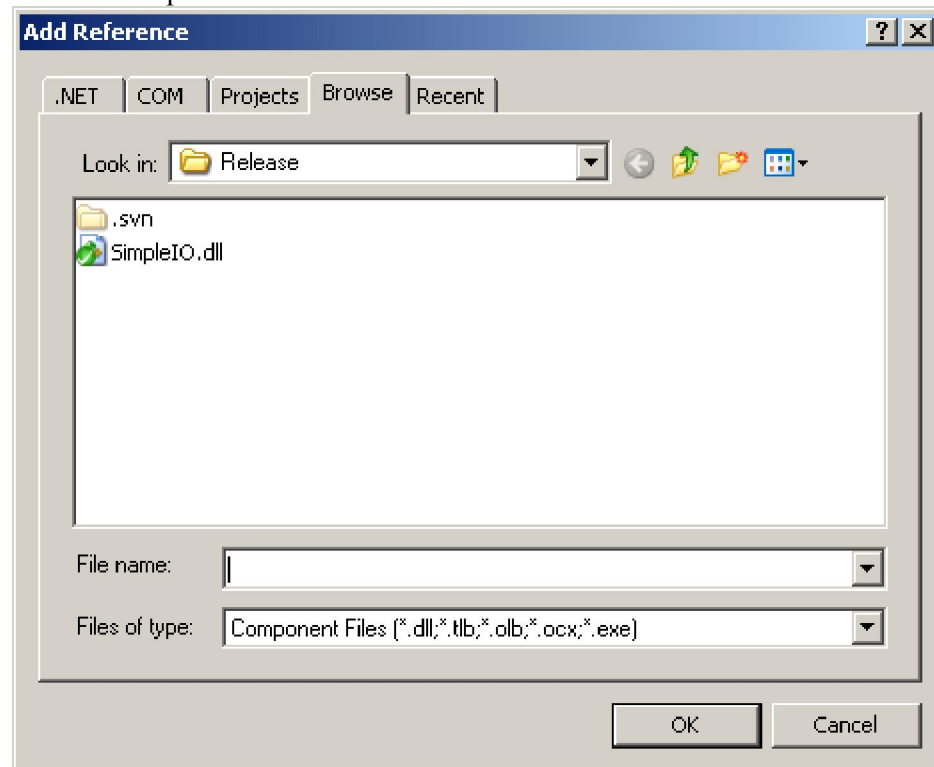 Add Reference
.NET COM Projects Browse Recent
Look in: Release
.svn
SimpleIO.dll
File name:
Files of type: Component Files (*.dll;*.tlb;*.olb;*.ocx;*.exe)
OK Cancel